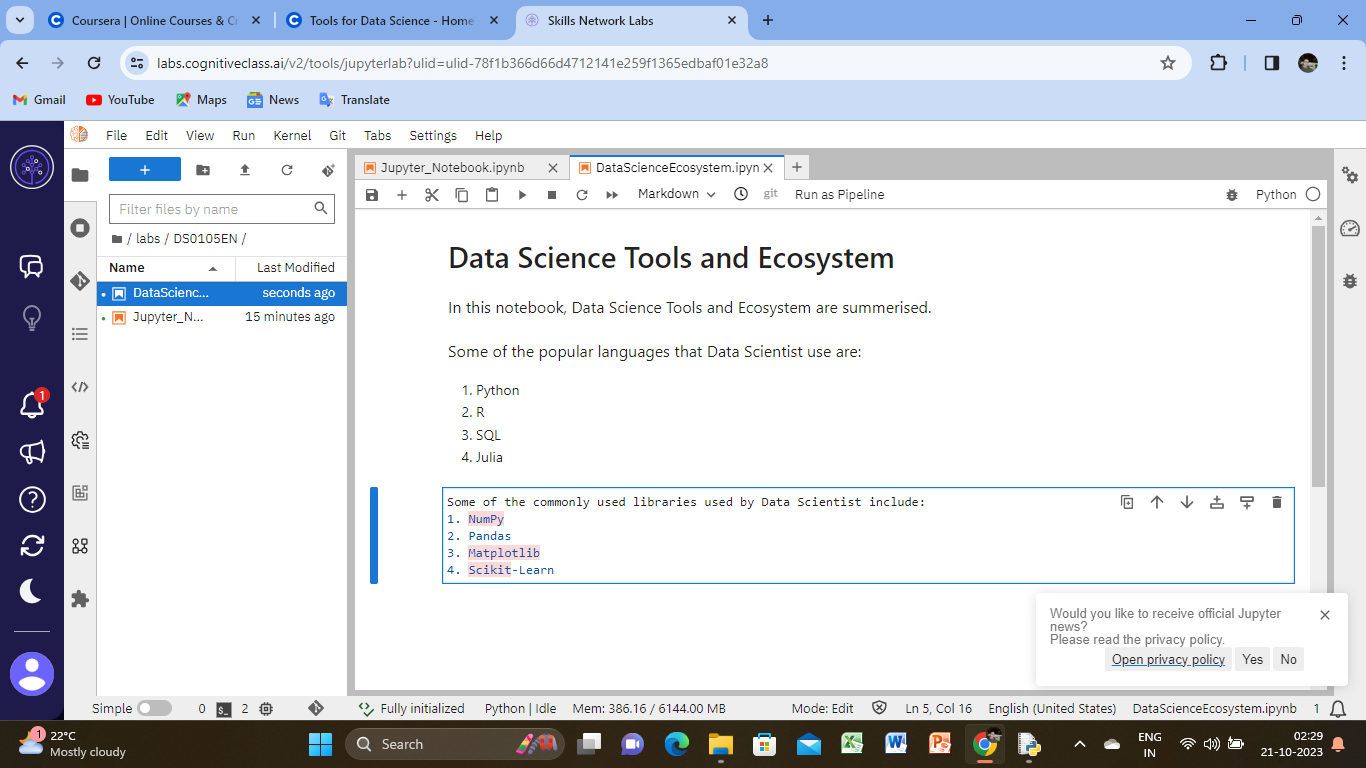 Coursera | Online Courses & C
Tools for Data Science - Home
Skills Network Labs
labs.cognitiveclass.ai/v2/tools/jupyterlab?ulid=ulid-78f1b366d66d4712141e259f1365edbaf01e32a8
Gmail
YouTube
Maps
News
Translate
File Edit View Run Kernel Git Tabs Settings Help
Jupyter_Notebook.ipynb
DataScienceEcosystem.ipyn
Markdown
git
Run as Pipeline
Python
Filter files by name
/ labs / DS0105EN /
Name
Last Modified
DataScienc...
seconds ago
Jupyter_N...
15 minutes ago
1
Data Science Tools and Ecosystem
In this notebook, Data Science Tools and Ecosystem are summerised.
Some of the popular languages that Data Scientist use are:
1. Python
2. R
3. SQL
4. Julia
Some of the commonly used libraries used by Data Scientist include:
1. NumPy
2. Pandas
3. Matplotlib
4. Scikit-Learn
Would you like to receive official Jupyter
news?
Please read the privacy policy.
Open privacy policy
Yes
No
Simple
0
2
Fully initialized
Python | Idle
Mem: 386.16 / 6144.00 MB
Mode: Edit
Ln 5, Col 16
English (United States)
DataScienceEcosystem.ipynb
1
1
22°C
Mostly cloudy
Search
ENG
IN
02:29
21-10-2023